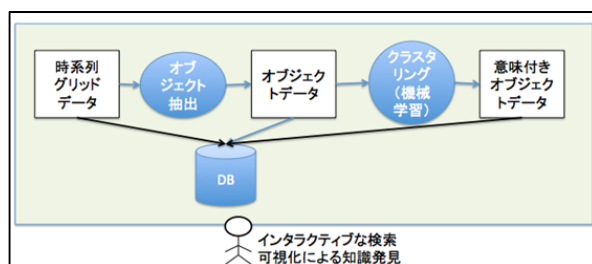 時系列
グリッド
データ
オブ
ジェクト
抽出
オブジェク
トデータ
クラスタ
リング
(機械
学習)
意味付き
オブジェク
トデータ
DB
インタラクティブな検索
可視化による知識発見